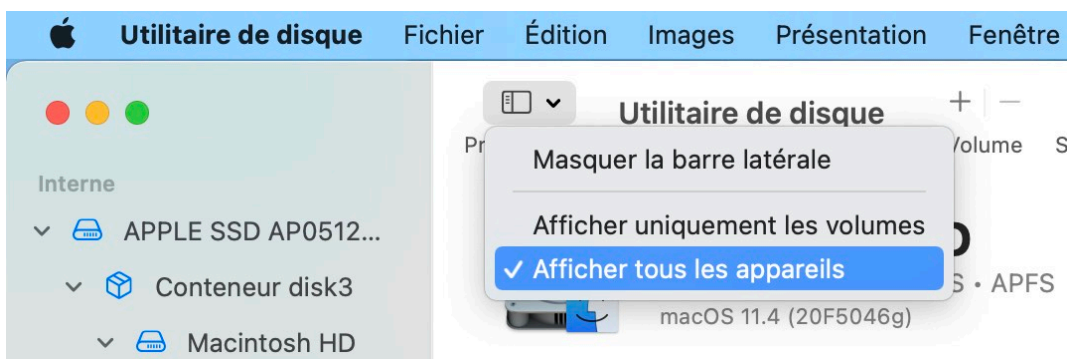 Utilitaire de disque Fichier Édition Images Présentation Fenêtre
Utilitaire de disque
Masquer la barre latérale
Interne
Afficher uniquement les volumes
APPLE SSD AP0512...
Afficher tous les appareils
Conteneur disk3
APFS
macOS 11.4 (20F5046g)
Macintosh HD